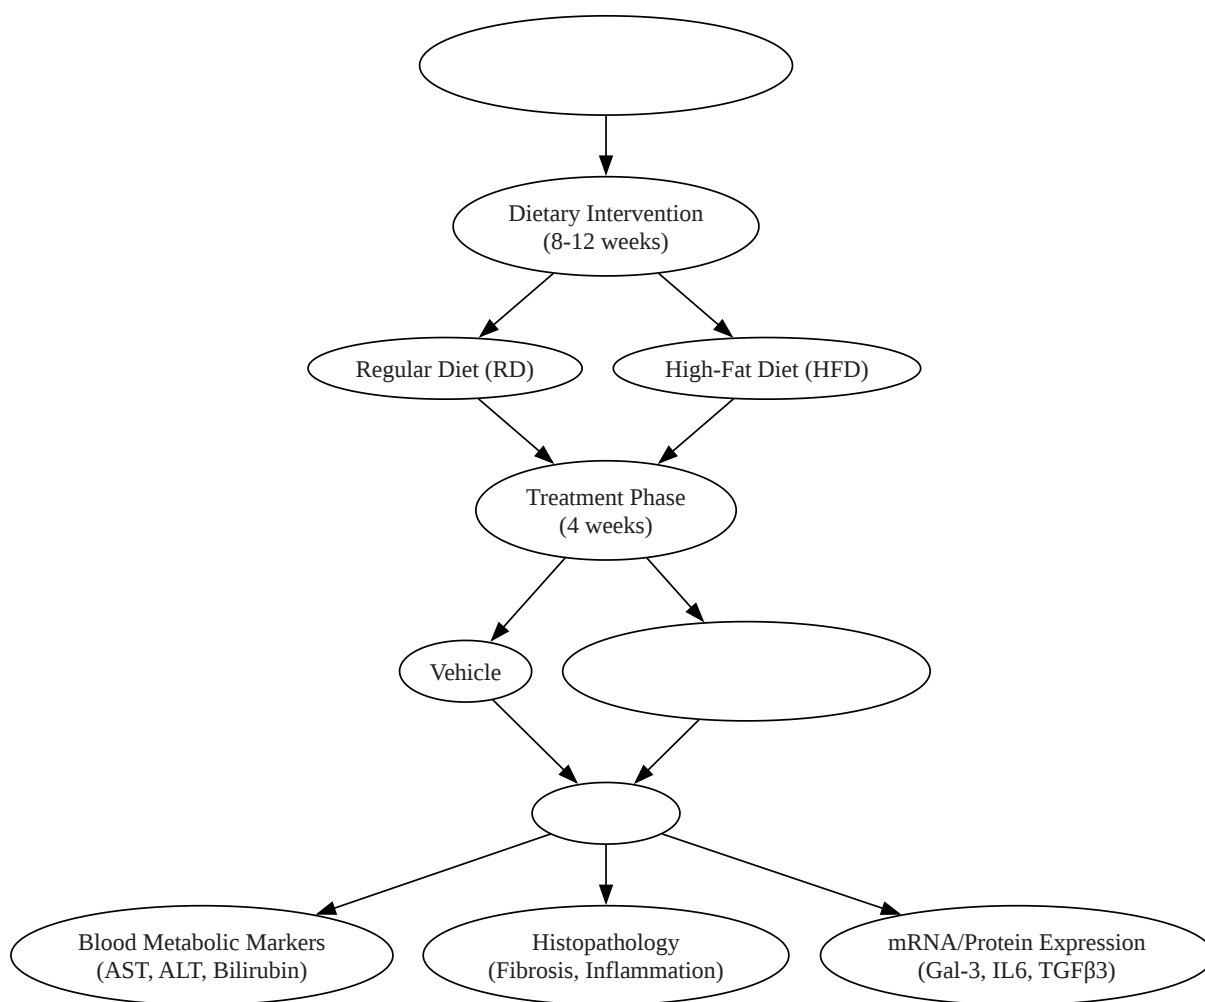 Dietary Intervention
(8-12 weeks)
Regular Diet (RD)
High-Fat Diet (HFD)
Treatment Phase
(4 weeks)
Vehicle
Blood Metabolic Markers
(AST, ALT, Bilirubin)
Histopathology
(Fibrosis, Inflammation)
mRNA/Protein Expression
(Gal-3, IL6, TGFβ3)